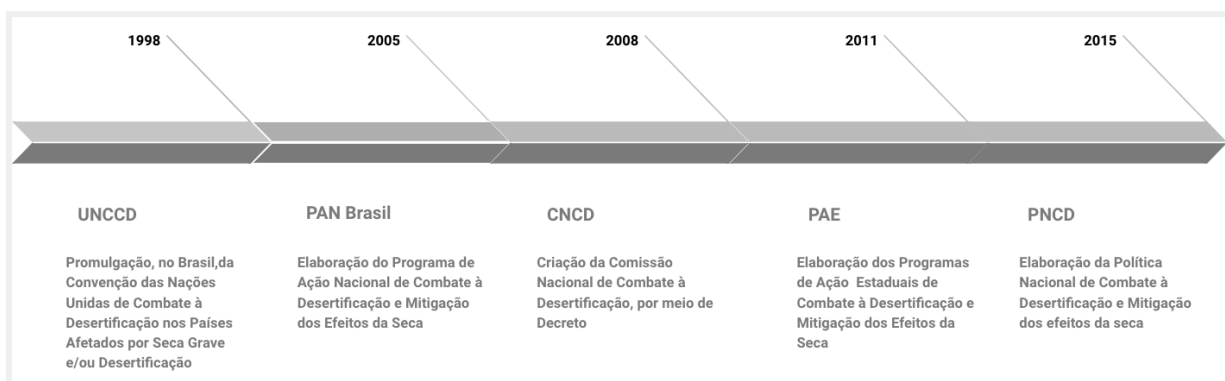 1998
2005
2008
2011
2015
UNCCD
Promulgação, no Brasil,da
Convenção das Nações
Unidas de Combate à
Desertificação nos Países
Afetados por Seca Grave
e/ou Desertificação
PAN Brasil
Elaboração do Programa de
Ação Nacional de Combate à
Desertificação e Mitigação
dos Efeitos da Seca
CNCD
Criação da Comissão
Nacional de Combate à
Desertificação, por meio de
Decreto
PAE
Elaboração dos Programas
de Ação  Estaduais de
Combate à Desertificação e
Mitigação dos Efeitos da
Seca
PNCD
Elaboração da Política
Nacional de Combate à
Desertificação e Mitigação
dos efeitos da seca